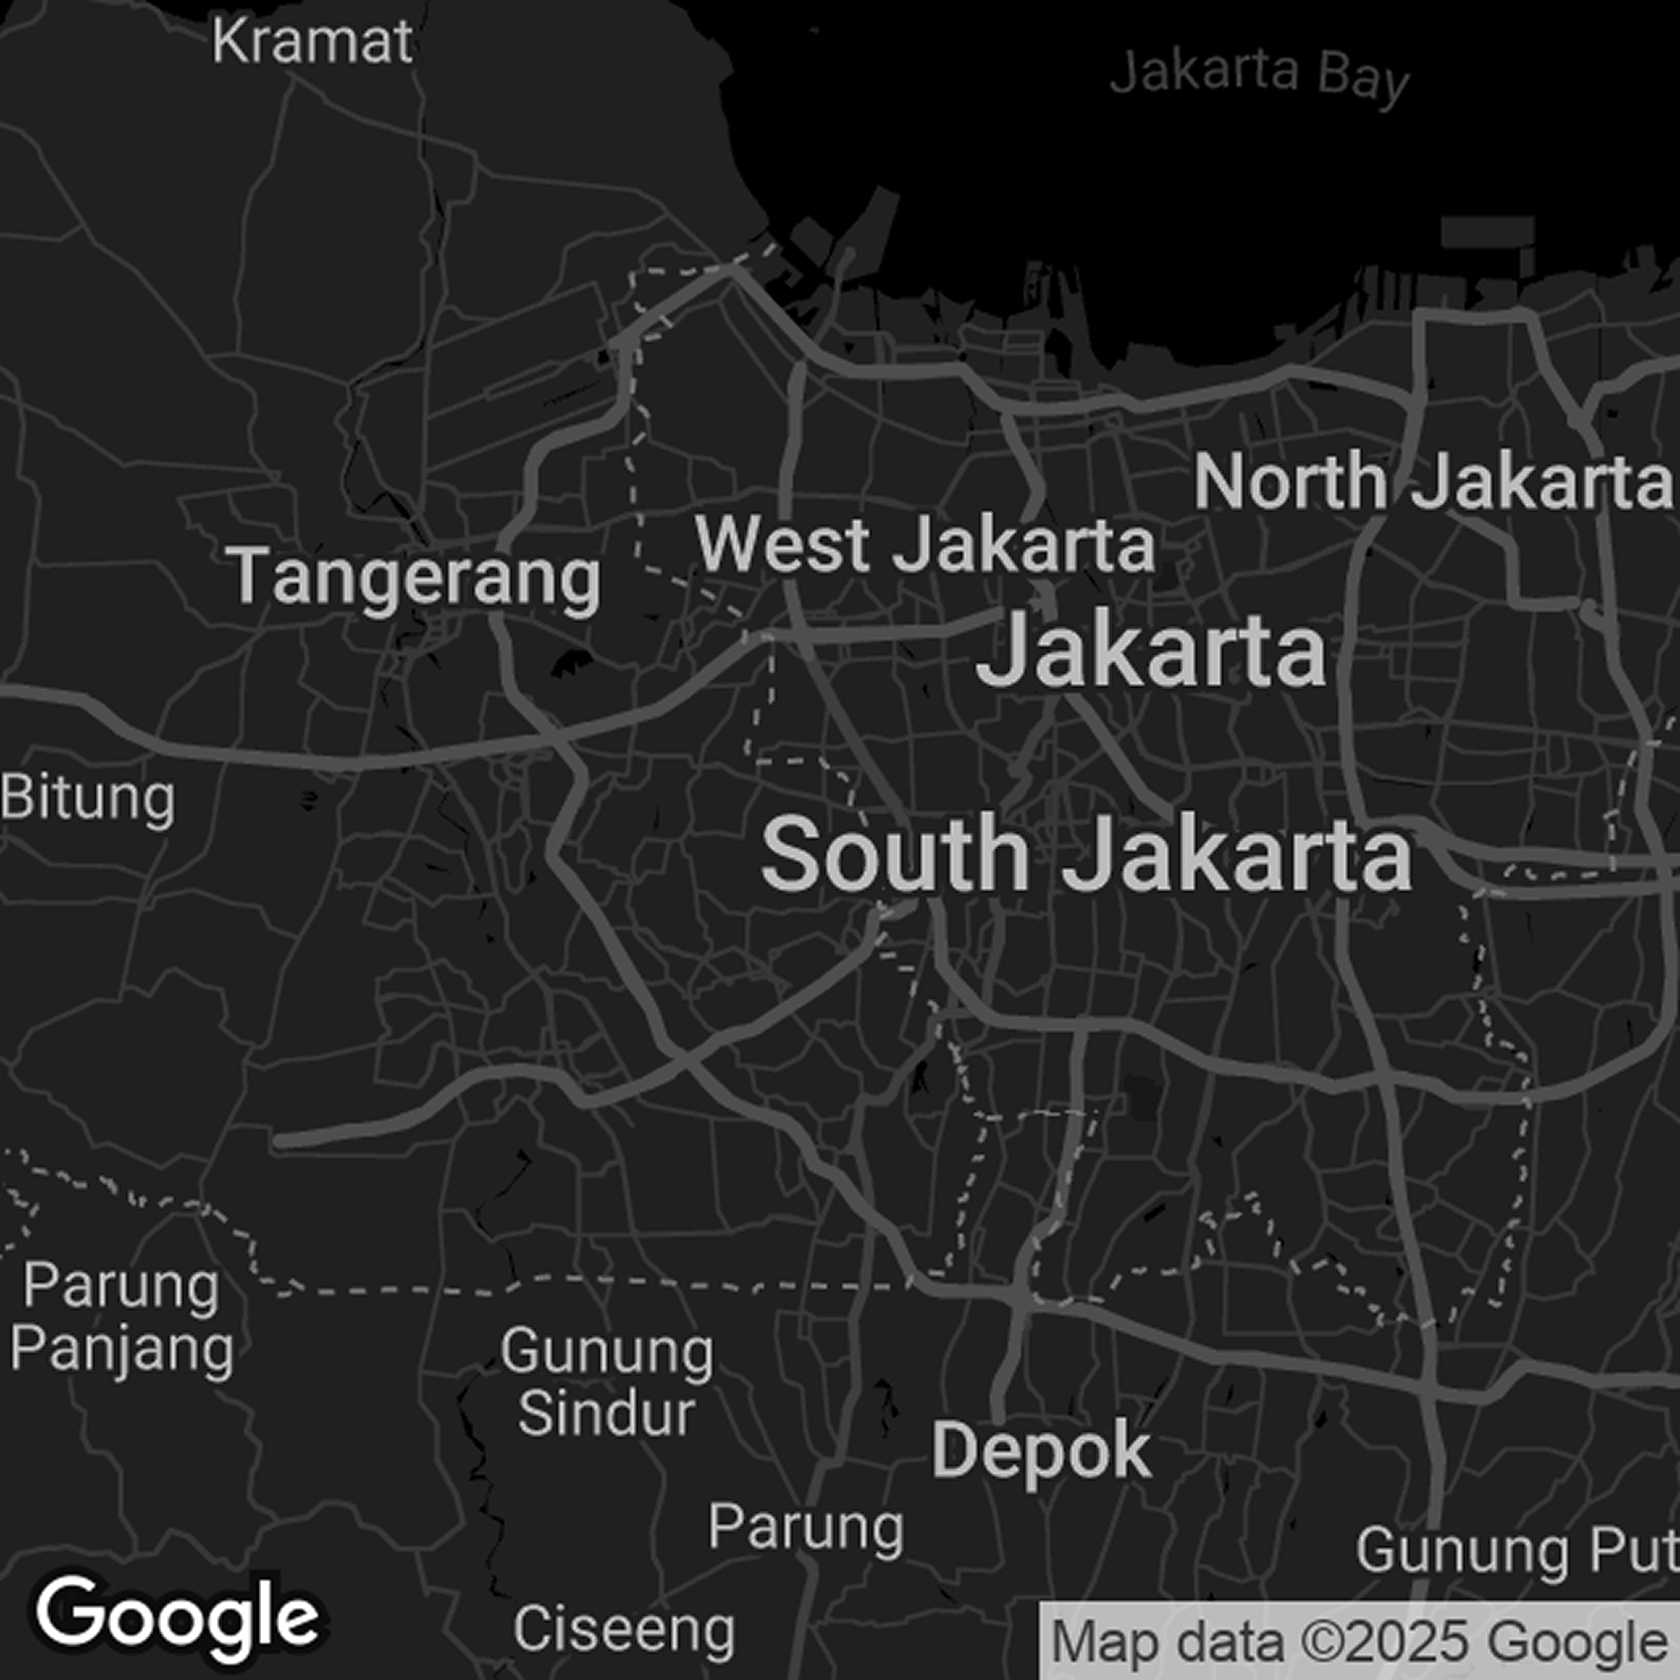 Kramat
Jakarta Bay
North Jakarta
West Jakarta
Tangerang
Jakarta
Bitung
South Jakarta
Parung
Panjang
Gunung
Sindur
Depok
Parung
Gunung Put
Google
Ciseeng
Map data ©2025 Google